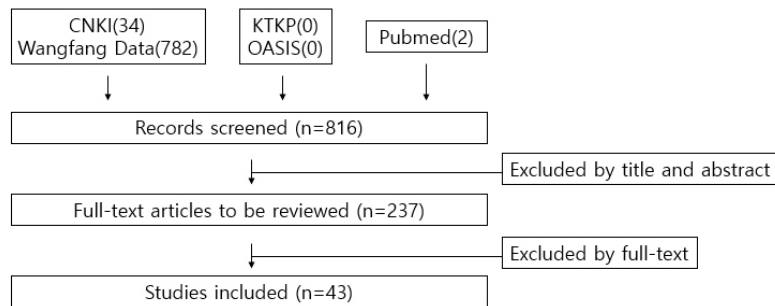 CNKI(34)
Wangfang Data(782)
KTKP(0)
OASIS(0)
Pubmed(2)
Records screened (n=816)
Excluded by title and abstract
Full-text articles to be reviewed (n=237)
Excluded by full-text
Studies included (n=43)